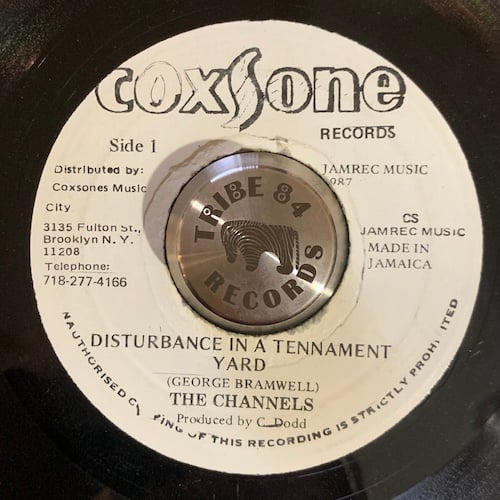 coxsone
RECORDS
Side 1
Distributed by:
Coxsones Music
City
3135 Fulton St.,
Brooklyn N. Y.
11208
Telephone:
718-277-4166
JAMREC MUSIC
987
CS
JAMREC MUSIC
MADE IN
JAMAICA
TRIBE 84
RECORDS
DISTURBANCE IN A TENNAMENT
YARD
(GEORGE BRAMWELL)
THE CHANNELS
Produced by C. Dodd
NAUTHORISED OF THIS RECORDING IS STRICTLY PROHIBITED